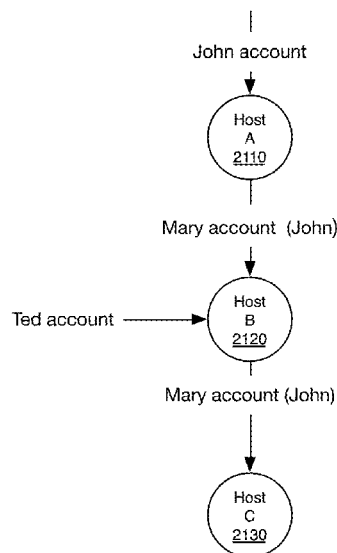 John account
Host
A
2110
Mary account (John)
Ted account
Host
B
2120
Mary account (John)
Host
C
2130